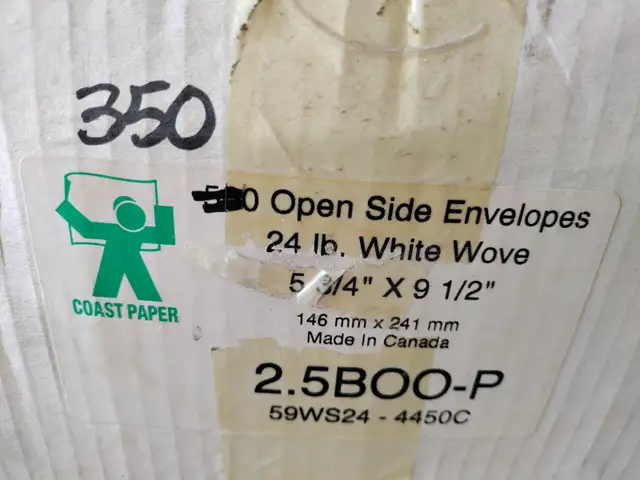 350
0 Open Side Envelopes
24 lb. White Wove
5 3/4" X 9 1/2"
COAST PAPER
146 mm x 241 mm
Made In Canada
2.5BOO-P
59WS24 - 4450C